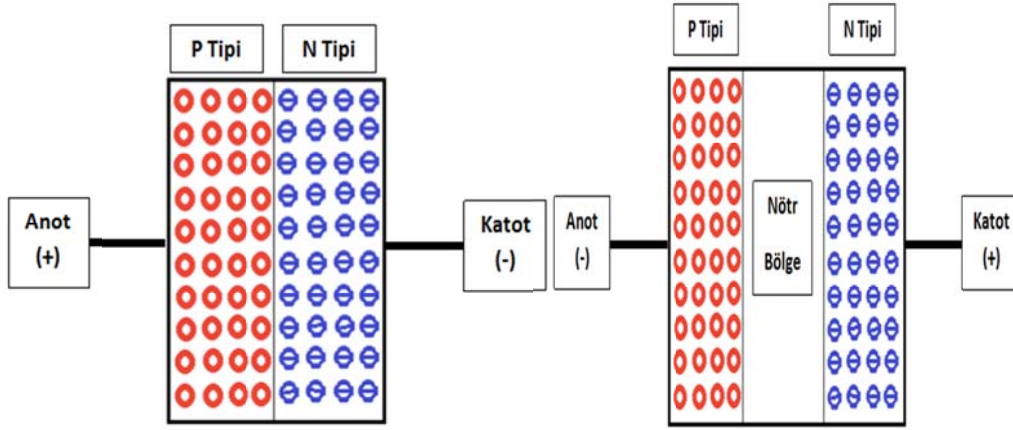 P Tipi
N Tipi
Anot
(+)
Katot
(-)
P Tipi
N Tipi
Anot
(-)
Nötr
Bölge
Katot
(+)